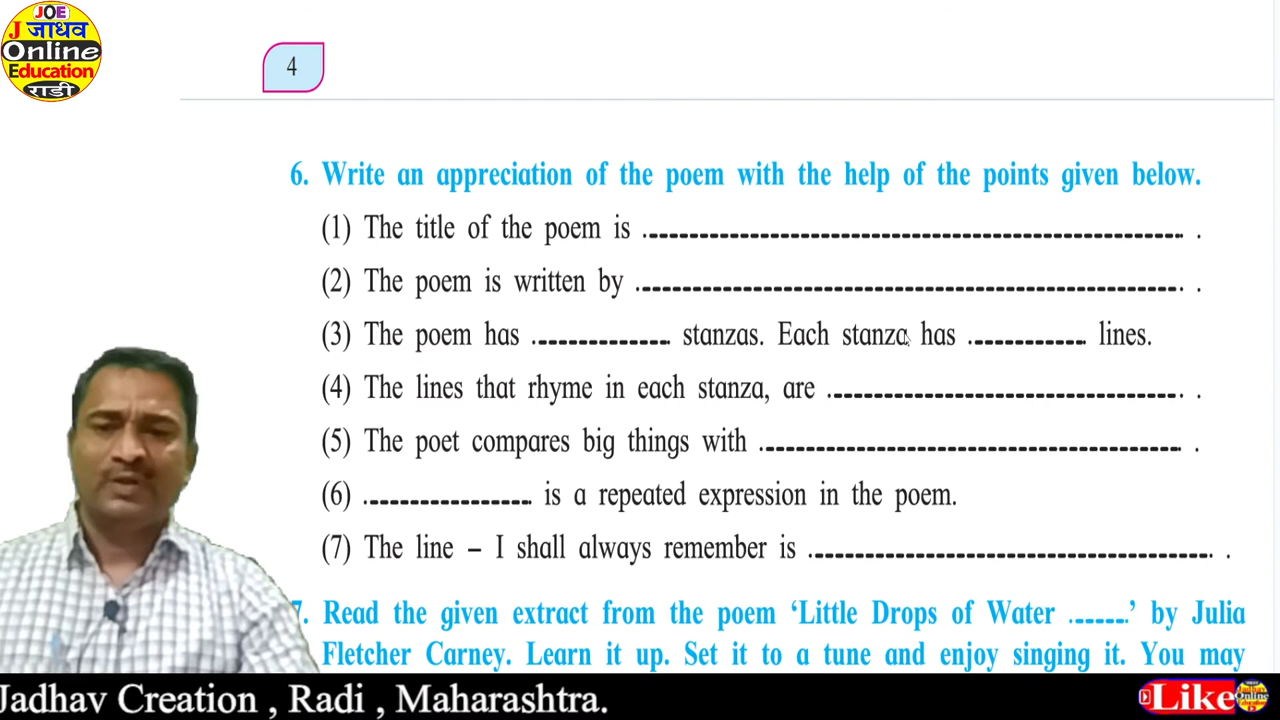 JOE
J जाधव
Online
Education
राडी
4
6. Write an appreciation of the poem with the help of the points given below.
(1) The title of the poem is .
(2) The poem is written by .
(3) The poem has stanzas. Each stanza has lines.
(4) The lines that rhyme in each stanza, are .
(5) The poet compares big things with .
(6) is a repeated expression in the poem.
(7) The line – I shall always remember is .
7. Read the given extract from the poem ‘Little Drops of Water ......’ by Julia
Fletcher Carney. Learn it up. Set it to a tune and enjoy singing it. You may
Jadhav Creation , Radi , Maharashtra.
Like